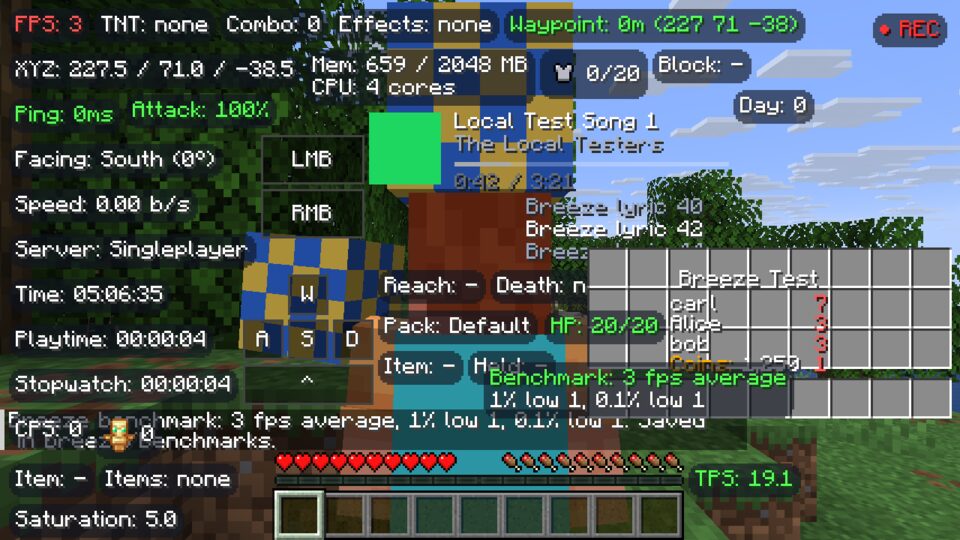 FPS: 3 TNT: none Combo: 0 Effects: none Waypoint: 0m (227 71 -38) REC
XYZ: 227.5 / 71.0 / -38.5
Mem: 659 / 2048 MB
CPU: 4 cores
0/20
Block: -
Day: 0
Ping: 0ms
Attack: 100%
Local Test Song 1
The Local Testers
0:42 / 3:21
Facing: South (0°)
LMB
Speed: 0.00 b/s
RMB
Breeze lyric 40
Breeze lyric 42
Breeze
Server: Singleplayer
Breeze Test
carl 7
Alice 3
bob 3
Coins: 1,250 1
Time: 05:06:35
W
Reach: - Death: n
Playtime: 00:00:04
A S D
Pack: Default HP: 20/20
Stopwatch: 00:00:04
^
Item: - Held: -
Benchmark: 3 fps average
1% low 1, 0.1% low 1
Breeze benchmark: 3 fps average, 1% low 1, 0.1% low 1. Saved
in Breeze benchmarks.
CPS: 0
0
Item: - Items: none
TPS: 19.1
Saturation: 5.0